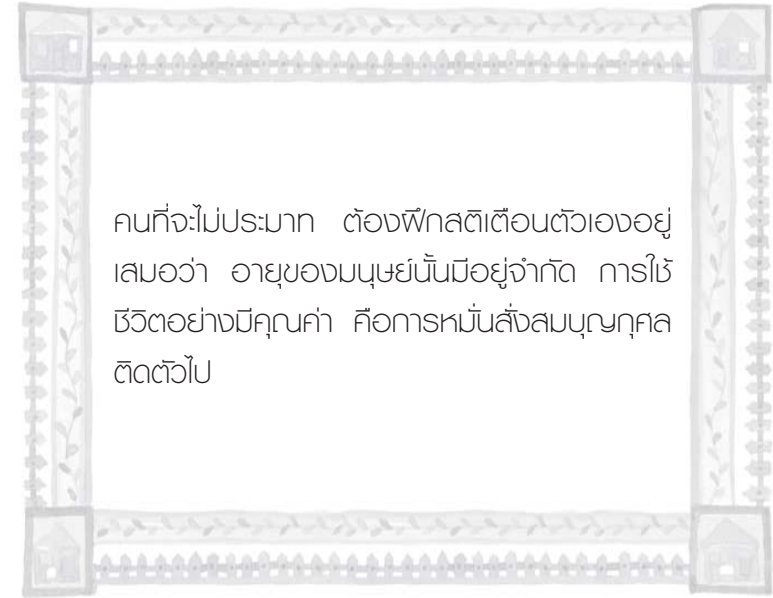 คนที่จะไม่ประมาท ต้องฝึกสติเตือนตัวเองอยู่
เสมอว่า อายุของมนุษย์นั้นมีอยู่จำกัด การใช้
ชีวิตอย่างมีคุณค่า คือการหมั่นสั่งสมบุญกุศล
ติดตัวไป